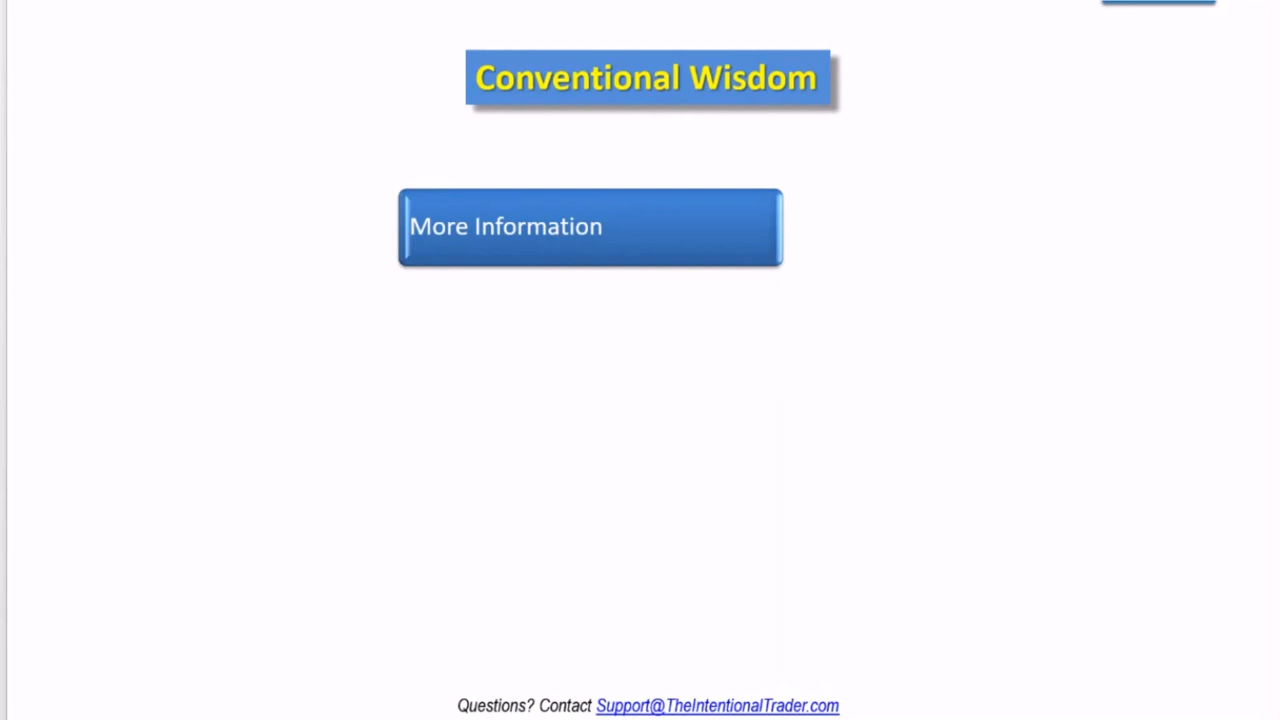 Conventional Wisdom
More Information
Questions? Contact Support@TheIntentionalTrader.com